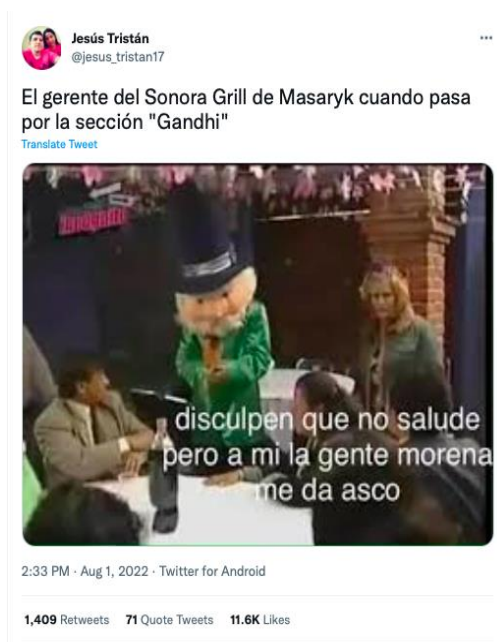 Jesús Tristán
@jesus_tristan17
El gerente del Sonora Grill de Masaryk cuando pasa
por la sección "Gandhi"
Translate Tweet
disculpen que no salude
pero a mi la gente morena
me da asco
2:33 PM · Aug 1, 2022 · Twitter for Android
1,409 Retweets 71 Quote Tweets 11.6K Likes